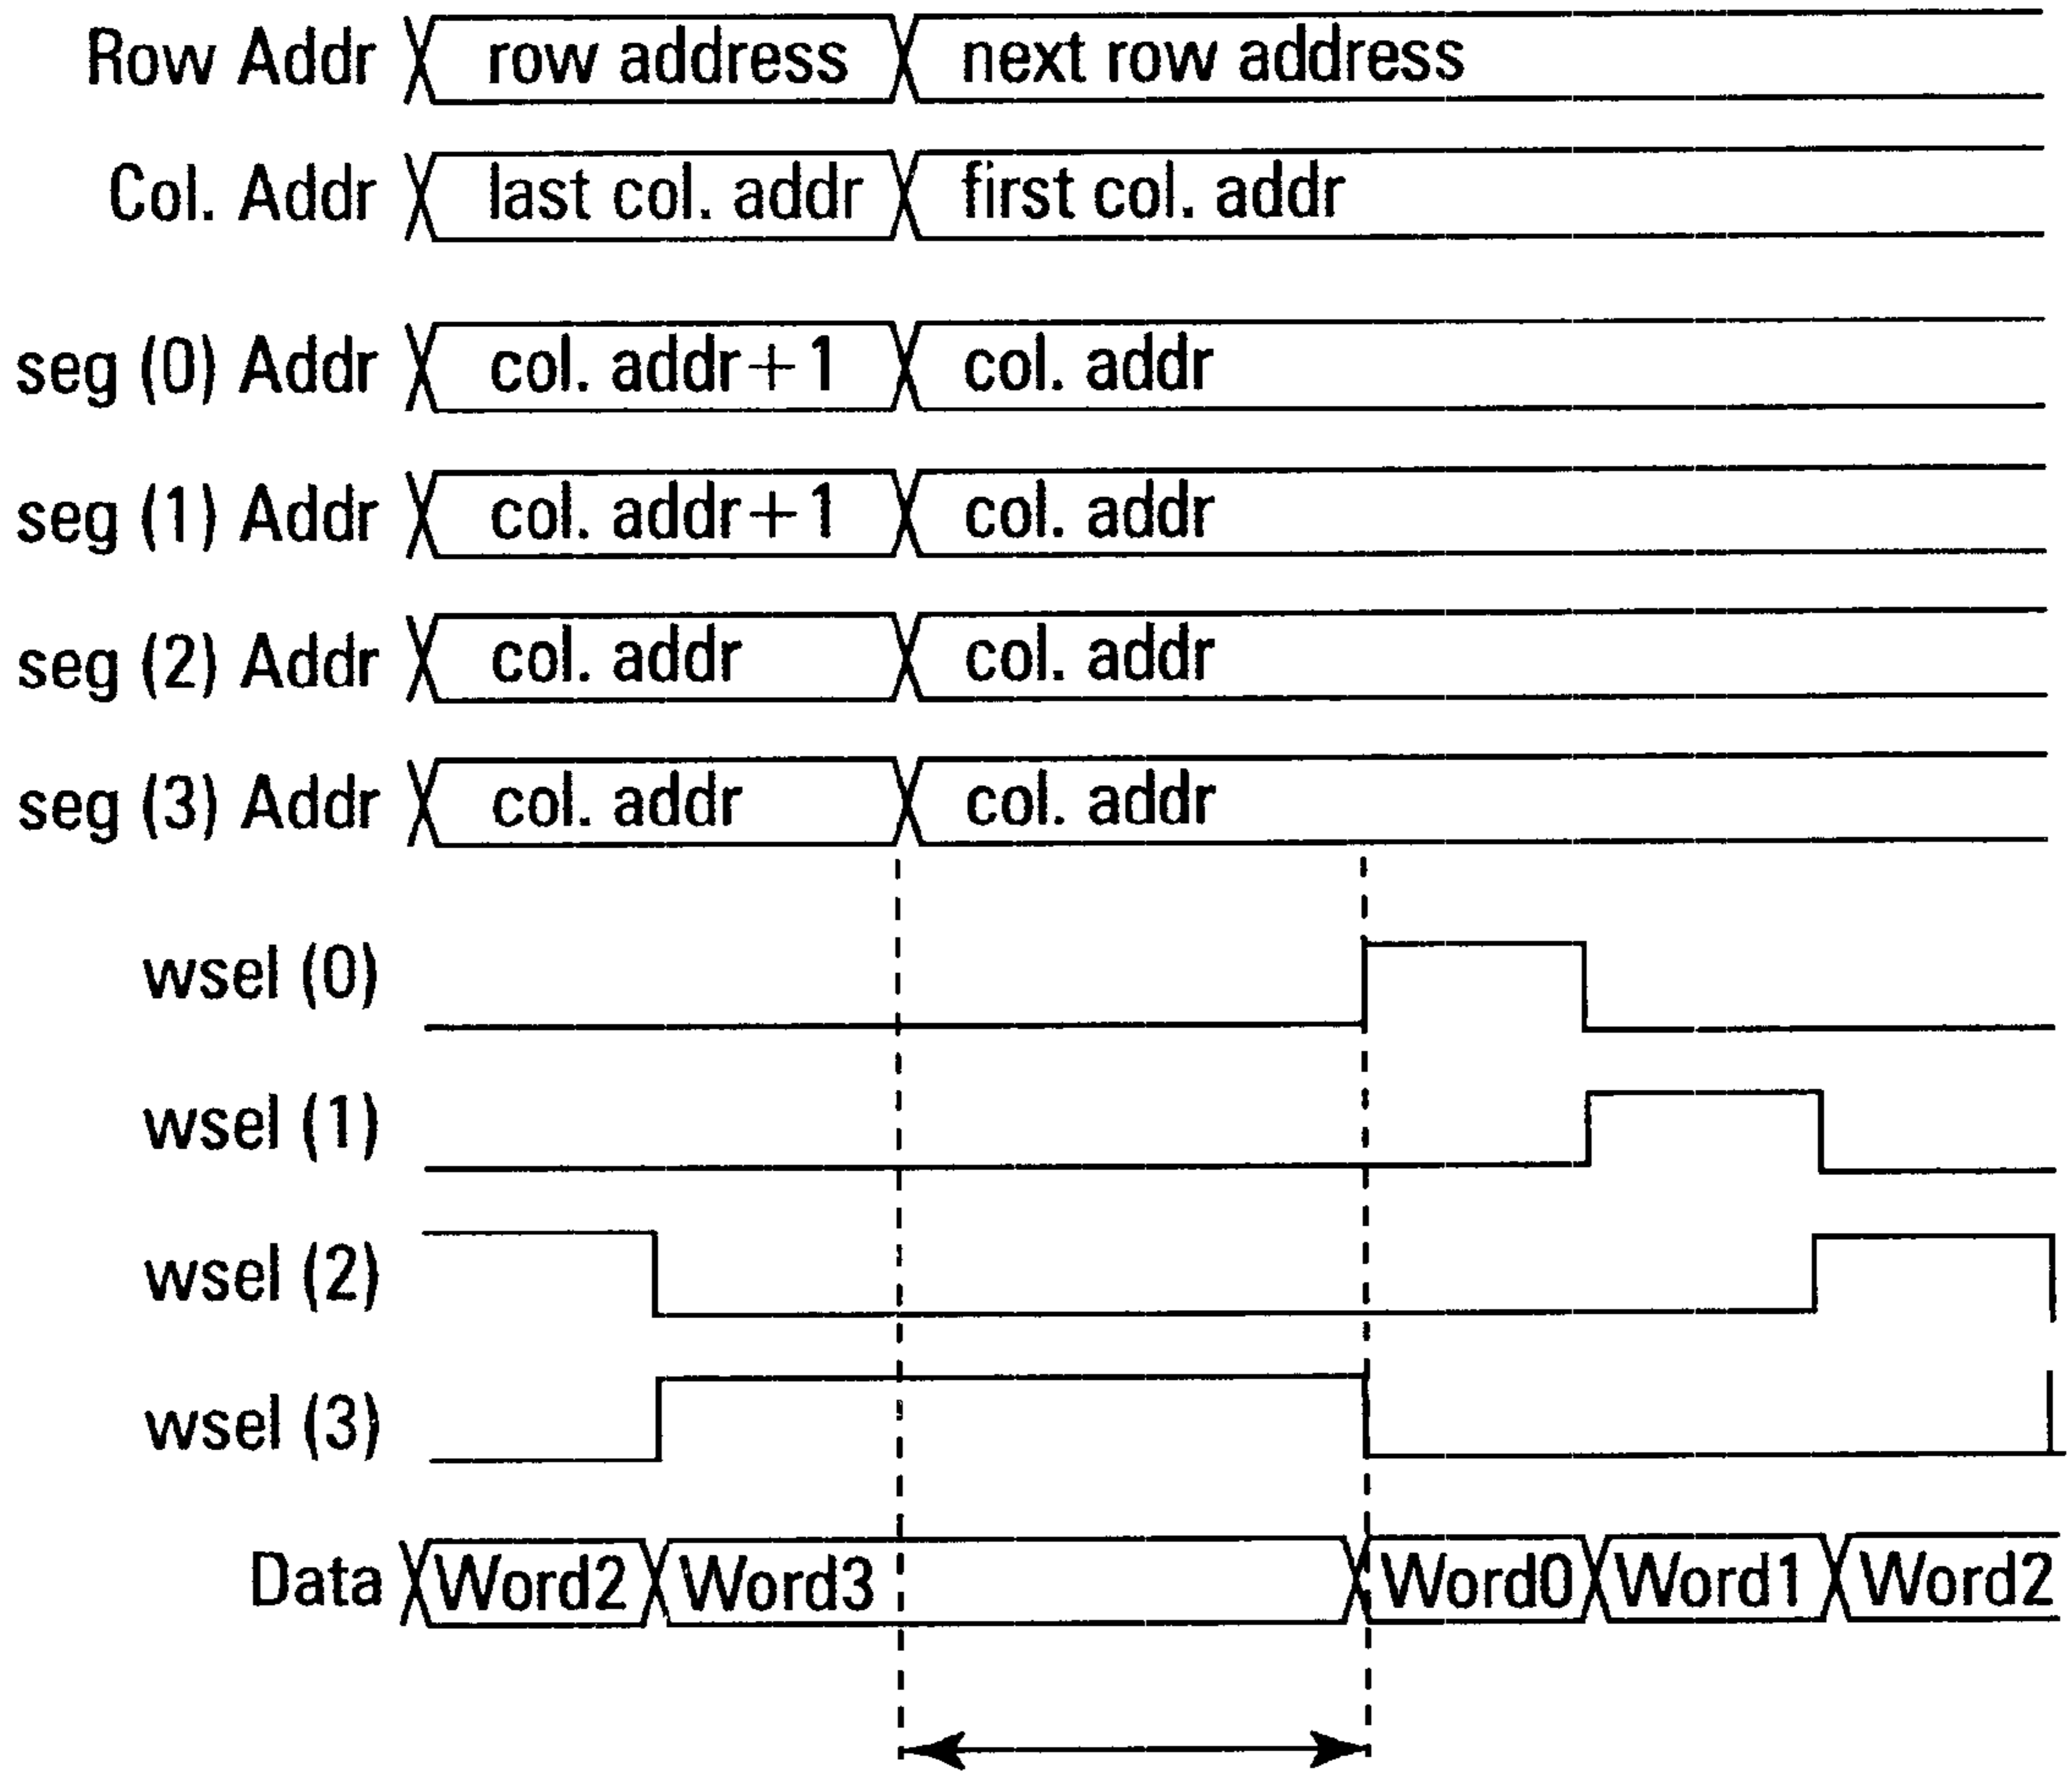 Row Addr row address next row address
Col. Addr last col. addr first col. addr
seg (0) Addr col. addr+1 col. addr
seg (1) Addr col. addr+1 col. addr
seg (2) Addr col. addr col. addr
seg (3) Addr col. addr col. addr
wsel (0)
wsel (1)
wsel (2)
wsel (3)
Data Word2 Word3 Word0 Word1 Word2